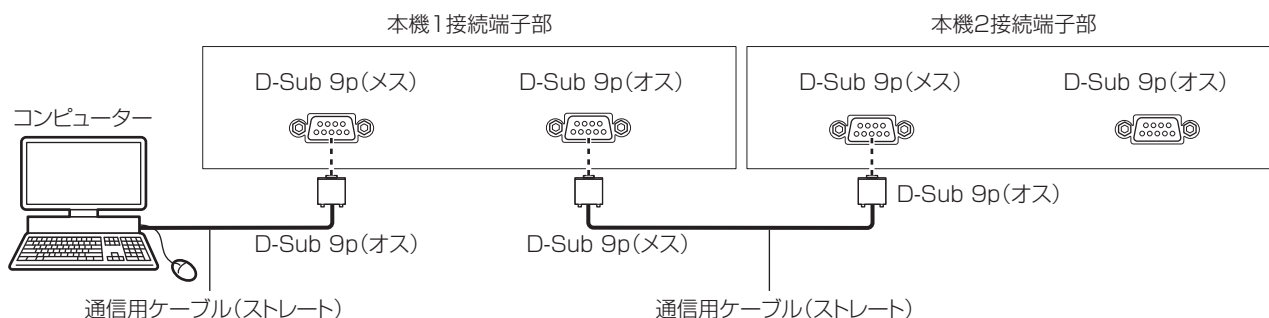 本機1接続端子部
本機2接続端子部
D-Sub 9p(メス)
D-Sub 9p(オス)
D-Sub 9p(メス)
D-Sub 9p(オス)
コンピューター
D-Sub 9p(オス)
D-Sub 9p(オス)
D-Sub 9p(メス)
通信用ケーブル(ストレート)
通信用ケーブル(ストレート)